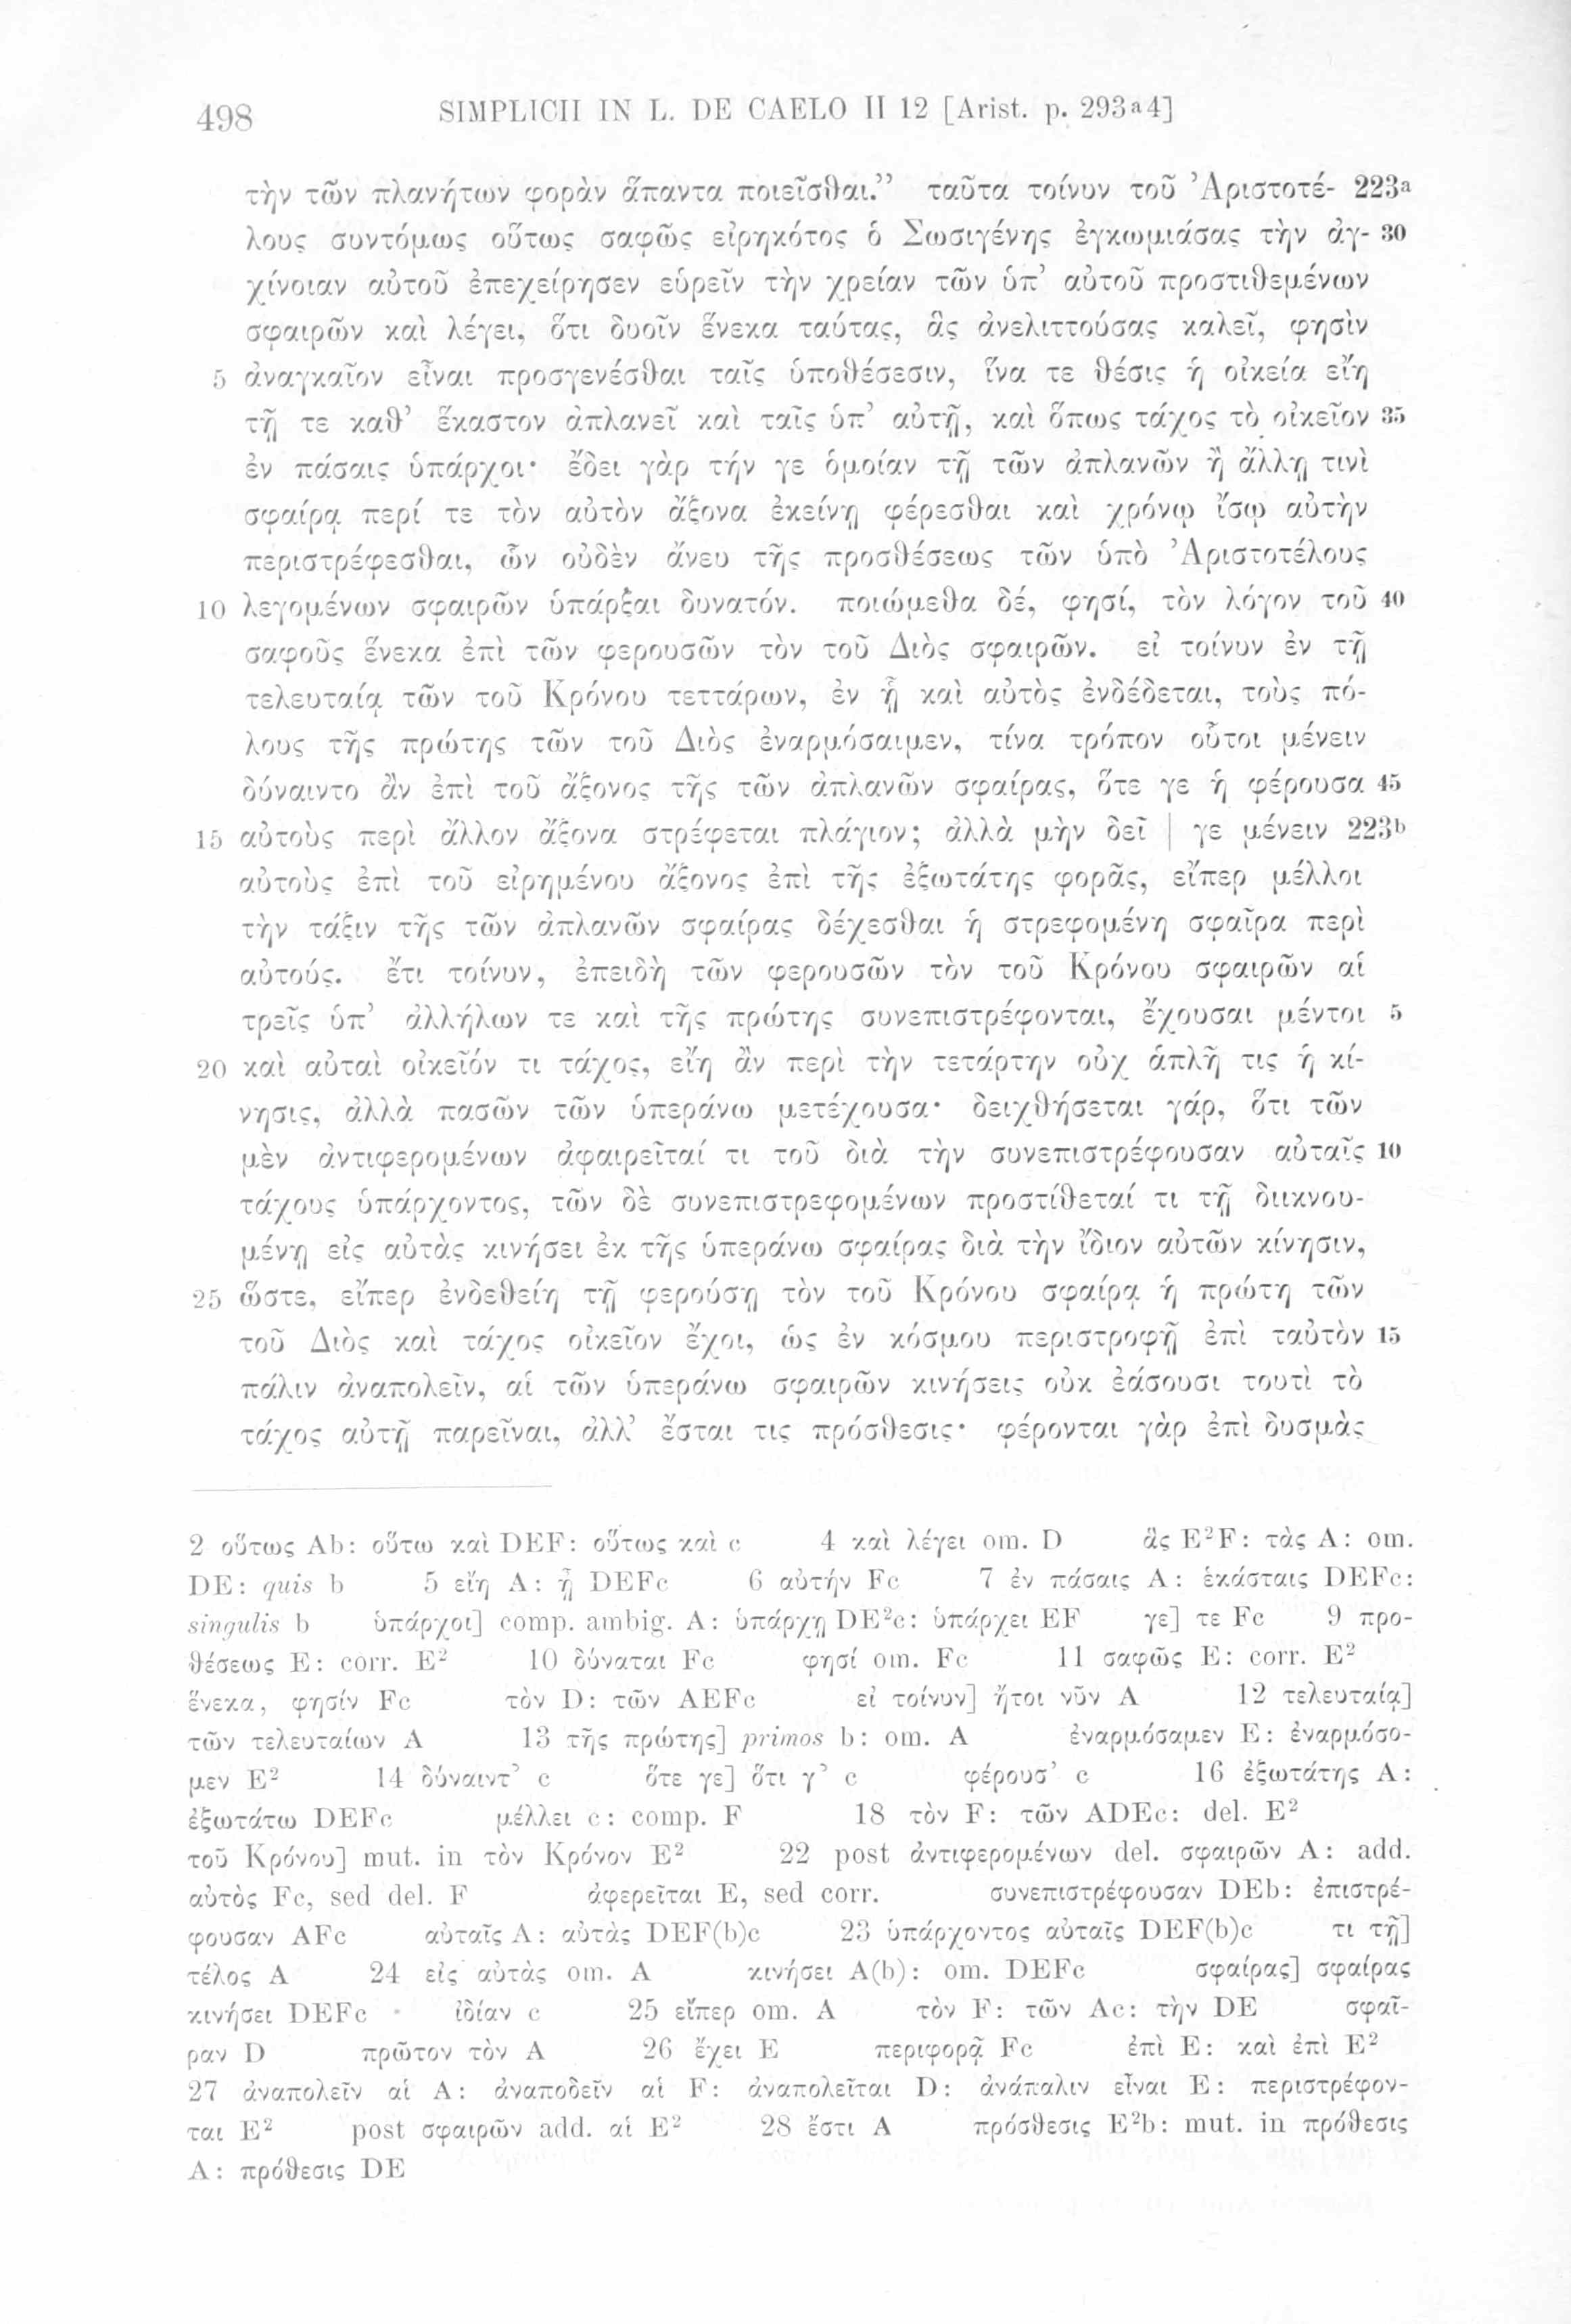 498 SIMPLICII IN L. DE CAELO II 12 [Arist. p. 293a4]
τὴν τῶν πλανήτων φορὰν ἅπαντα ποιεῖσθαι.” ταῦτα τοίνυν τοῦ Ἀριστοτέ- 223a
λους συντόμως οὕτως σαφῶς εἰρηκότος ὁ Σωσιγένης ἐγκωμιάσας τὴν ἀγ- 30
χίνοιαν αὐτοῦ ἐπεχείρησεν εὑρεῖν τὴν χρείαν τῶν ὑπ’ αὐτοῦ προστιθεμένων
σφαιρῶν καὶ λέγει, ὅτι δυοῖν ἕνεκα ταύτας, ἃς ἀνελιττούσας καλεῖ, φησὶν
5 ἀναγκαῖον εἶναι προσγενέσθαι ταῖς ὑποθέσεσιν, ἵνα τε θέσις ἡ οἰκεία εἴη
τῇ τε καθ’ ἕκαστον ἀπλανεῖ καὶ ταῖς ὑπ’ αὐτῇ, καὶ ὅπως τάχος τὸ οἰκεῖον 35
ἐν πάσαις ὑπάρχοι· ἔδει γὰρ τήν γε ὁμοίαν τῇ τῶν ἀπλανῶν ἢ ἄλλῃ τινὶ
σφαίρᾳ περί τε τὸν αὐτὸν ἄξονα ἐκείνῃ φέρεσθαι καὶ χρόνῳ ἴσῳ αὐτὴν
περιστρέφεσθαι, ὧν οὐδὲν ἄνευ τῆς προσθέσεως τῶν ὑπὸ Ἀριστοτέλους
10 λεγομένων σφαιρῶν ὑπάρξαι δυνατόν. ποιώμεθα δέ, φησί, τὸν λόγον τοῦ 40
σαφοῦς ἕνεκα ἐπὶ τῶν φερουσῶν τὸν τοῦ Διὸς σφαιρῶν. εἰ τοίνυν ἐν τῇ
τελευταίᾳ τῶν τοῦ Κρόνου τεττάρων, ἐν ᾗ καὶ αὐτὸς ἐνδέδεται, τοὺς πό-
λους τῆς πρώτης τῶν τοῦ Διὸς ἐναρμόσαιμεν, τίνα τρόπον οὗτοι μένειν
δύναιντο ἂν ἐπὶ τοῦ ἄξονος τῆς τῶν ἀπλανῶν σφαίρας, ὅτε γε ἡ φέρουσα 45
15 αὐτοὺς περὶ ἄλλον ἄξονα στρέφεται πλάγιον; ἀλλὰ μὴν δεῖ | γε μένειν 223b
αὐτοὺς ἐπὶ τοῦ εἰρημένου ἄξονος ἐπὶ τῆς ἐξωτάτης φορᾶς, εἴπερ μέλλοι
τὴν τάξιν τῆς τῶν ἀπλανῶν σφαίρας δέχεσθαι ἡ στρεφομένη σφαῖρα περὶ
αὐτούς. ἔτι τοίνυν, ἐπειδὴ τῶν φερουσῶν τὸν τοῦ Κρόνου σφαιρῶν αἱ
τρεῖς ὑπ’ ἀλλήλων τε καὶ τῆς πρώτης συνεπιστρέφονται, ἔχουσαι μέντοι 5
20 καὶ αὐταὶ οἰκεῖόν τι τάχος, εἴη ἂν περὶ τὴν τετάρτην οὐχ ἁπλῆ τις ἡ κί-
νησις, ἀλλὰ πασῶν τῶν ὑπεράνω μετέχουσα· δειχθήσεται γάρ, ὅτι τῶν
μὲν ἀντιφερομένων ἀφαιρεῖταί τι τοῦ διὰ τὴν συνεπιστρέφουσαν αὐταῖς 10
τάχους ὑπάρχοντος, τῶν δὲ συνεπιστρεφομένων προστίθεταί τι τῇ διικνου-
μένῃ εἰς αὐτὰς κινήσει ἐκ τῆς ὑπεράνω σφαίρας διὰ τὴν ἴδιον αὐτῶν κίνησιν,
25 ὥστε, εἴπερ ἐνδεθείη τῇ φερούσῃ τὸν τοῦ Κρόνου σφαίρᾳ ἡ πρώτη τῶν
τοῦ Διὸς καὶ τάχος οἰκεῖον ἔχοι, ὡς ἐν κόσμου περιστροφῇ ἐπὶ ταὐτὸν 15
πάλιν ἀναπολεῖν, αἱ τῶν ὑπεράνω σφαιρῶν κινήσεις οὐκ ἐάσουσι τουτὶ τὸ
τάχος αὐτῇ παρεῖναι, ἀλλ’ ἔσται τις πρόσθεσις· φέρονται γὰρ ἐπὶ δυσμὰς
2 οὕτως Ab: οὕτω καὶ DEF: οὕτως καὶ c 4 καὶ λέγει om. D ἃς E²F: τὰς A: om.
DE: quis b 5 εἴη A: ᾖ DEFc 6 αὐτήν Fc 7 ἐν πάσαις A: ἑκάσταις DEFc:
singulis b ὑπάρχοι] comp. ambig. A: ὑπάρχῃ DE²c: ὑπάρχει EF γε] τε Fc 9 προ-
θέσεως E: corr. E² 10 δύναται Fc φησί om. Fc 11 σαφῶς E: corr. E²
ἕνεκα, φησίν Fc τὸν D: τῶν AEFc εἰ τοίνυν] ἤτοι νῦν A 12 τελευταίᾳ]
τῶν τελευταίων A 13 τῆς πρώτης] primos b: om. A ἐναρμόσαμεν E: ἐναρμόσο-
μεν E² 14 δύναιντ’ c ὅτε γε] ὅτι γ’ c φέρουσ’ c 16 ἐξωτάτης A:
ἐξωτάτω DEFc μέλλει c: comp. F 18 τὸν F: τῶν ADEc: del. E²
τοῦ Κρόνου] mut. in τὸν Κρόνον E² 22 post ἀντιφερομένων del. σφαιρῶν A: add.
αὐτὸς Fc, sed del. F ἀφερεῖται E, sed corr. συνεπιστρέφουσαν DEb: ἐπιστρέ-
φουσαν AFc αὐταῖς A: αὐτὰς DEF(b)c 23 ὑπάρχοντος αὐταῖς DEF(b)c τι τῇ]
τέλος A 24 εἰς αὐτὰς om. A κινήσει A(b): om. DEFc σφαίρας] σφαίρας
κινήσει DEFc ἰδίαν c 25 εἴπερ om. A τὸν F: τῶν Ac: τὴν DE σφαῖ-
ραν D πρῶτον τὸν A 26 ἔχει E περιφορᾷ Fc ἐπὶ E: καὶ ἐπὶ E²
27 ἀναπολεῖν αἱ A: ἀναποδεῖν αἱ F: ἀναπολεῖται D: ἀνάπαλιν εἶναι E: περιστρέφον-
ται E² post σφαιρῶν add. αἱ E² 28 ἔστι A πρόσθεσις E²b: mut. in πρόθεσις
A: πρόθεσις DE